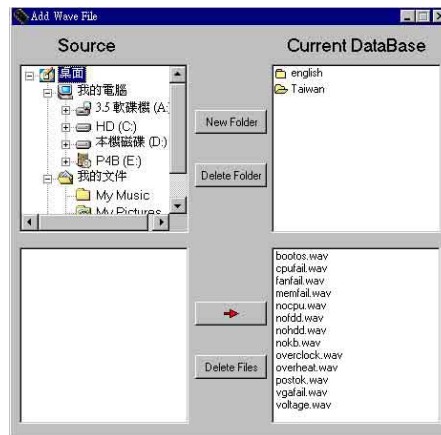 Add Wave File
Source
Current DataBase
桌面
我的電腦
3.5 軟碟機 (A:
HD (C:)
本機磁碟 (D:)
P4B (E:)
我的文件
My Music
My Pictures
New Folder
Delete Folder
english
Taiwan
Delete Files
bootos.wav
cpufail.wav
fanfail.wav
memfail.wav
nocpu.wav
nofdd.wav
nohdd.wav
nokb.wav
overclock.wav
overheat.wav
postok.wav
vgafail.wav
voltage.wav